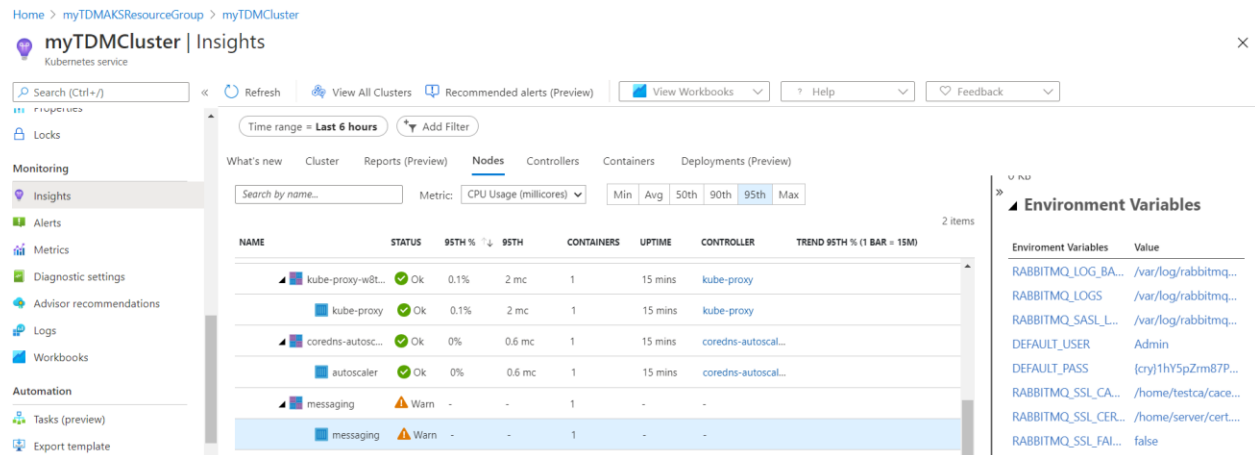 Home > myTDMAKSResourceGroup > myTDMCluster
myTDMCluster | Insights
Kubernetes service
Search (Ctrl+/)
«
Refresh
View All Clusters
Recommended alerts (Preview)
View Workbooks
? Help
Feedback
Properties
Locks
Monitoring
Insights
Alerts
Metrics
Diagnostic settings
Advisor recommendations
Logs
Workbooks
Automation
Tasks (preview)
Export template
Time range = Last 6 hours
Add Filter
What's new Cluster Reports (Preview) Nodes Controllers Containers Deployments (Preview)
Search by name... Metric: CPU Usage (millicores) Min Avg 50th 90th 95th Max
2 items
NAME STATUS 95TH % ↑↓ 95TH CONTAINERS UPTIME CONTROLLER TREND 95TH % (1 BAR = 15M)
kube-proxy-w8t... Ok 0.1% 2 mc 1 15 mins kube-proxy
kube-proxy Ok 0.1% 2 mc 1 15 mins kube-proxy
coredns-autosc... Ok 0% 0.6 mc 1 15 mins coredns-autoscal...
autoscaler Ok 0% 0.6 mc 1 15 mins coredns-autoscal...
messaging Warn - - 1 - -
messaging Warn - - 1 - -
»
Environment Variables
Enviroment Variables Value
RABBITMQ_LOG_BA... /var/log/rabbitmq...
RABBITMQ_LOGS /var/log/rabbitmq...
RABBITMQ_SASL_L... /var/log/rabbitmq...
DEFAULT_USER Admin
DEFAULT_PASS {cry}1hY5pZrm87P...
RABBITMQ_SSL_CA... /home/testca/cace...
RABBITMQ_SSL_CER... /home/server/cert....
RABBITMQ_SSL_FAI... false